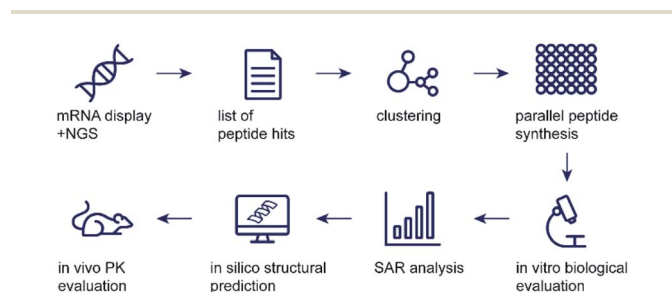 mRNA display
+NGS
list of
peptide hits
clustering
parallel peptide
synthesis
in vivo PK
evaluation
in silico structural
prediction
SAR analysis
in vitro biological
evaluation